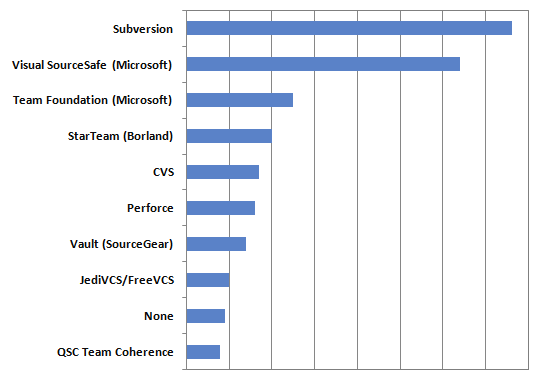 Subversion
Visual SourceSafe (Microsoft)
Team Foundation (Microsoft)
StarTeam (Borland)
CVS
Perforce
Vault (SourceGear)
JediVCS/FreeVCS
None
QSC Team Coherence